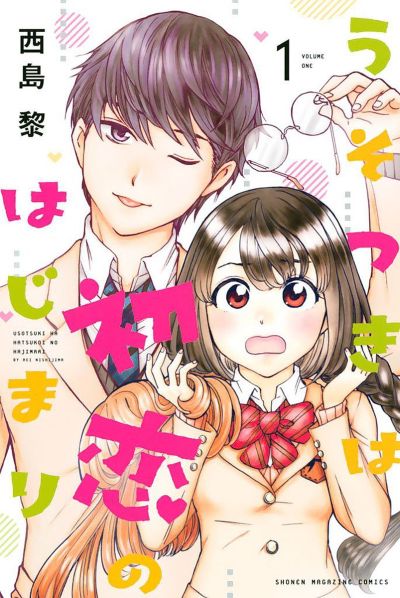 うそつきは
初恋の
はじまり
西島 黎
1
VOLUME
ONE
USOTSUKI HA
HATSUKOI NO
HAJIMARI
BY REI NISHIJIMA
SHONEN MAGAZINE COMICS